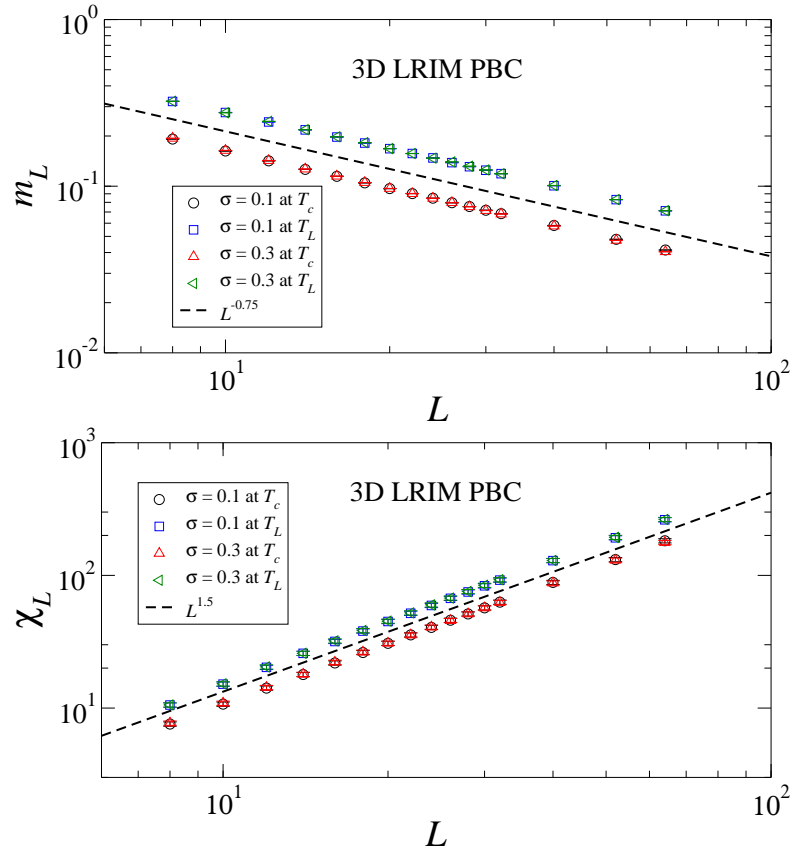 10^0
3D LRIM PBC
m_L
10^-1
σ = 0.1 at T_c
σ = 0.1 at T_L
σ = 0.3 at T_c
σ = 0.3 at T_L
L^-0.75
10^-2
10^1
10^2
L
10^3
3D LRIM PBC
σ = 0.1 at T_c
σ = 0.1 at T_L
σ = 0.3 at T_c
σ = 0.3 at T_L
L^1.5
10^2
χ_L
10^1
10^1
10^2
L